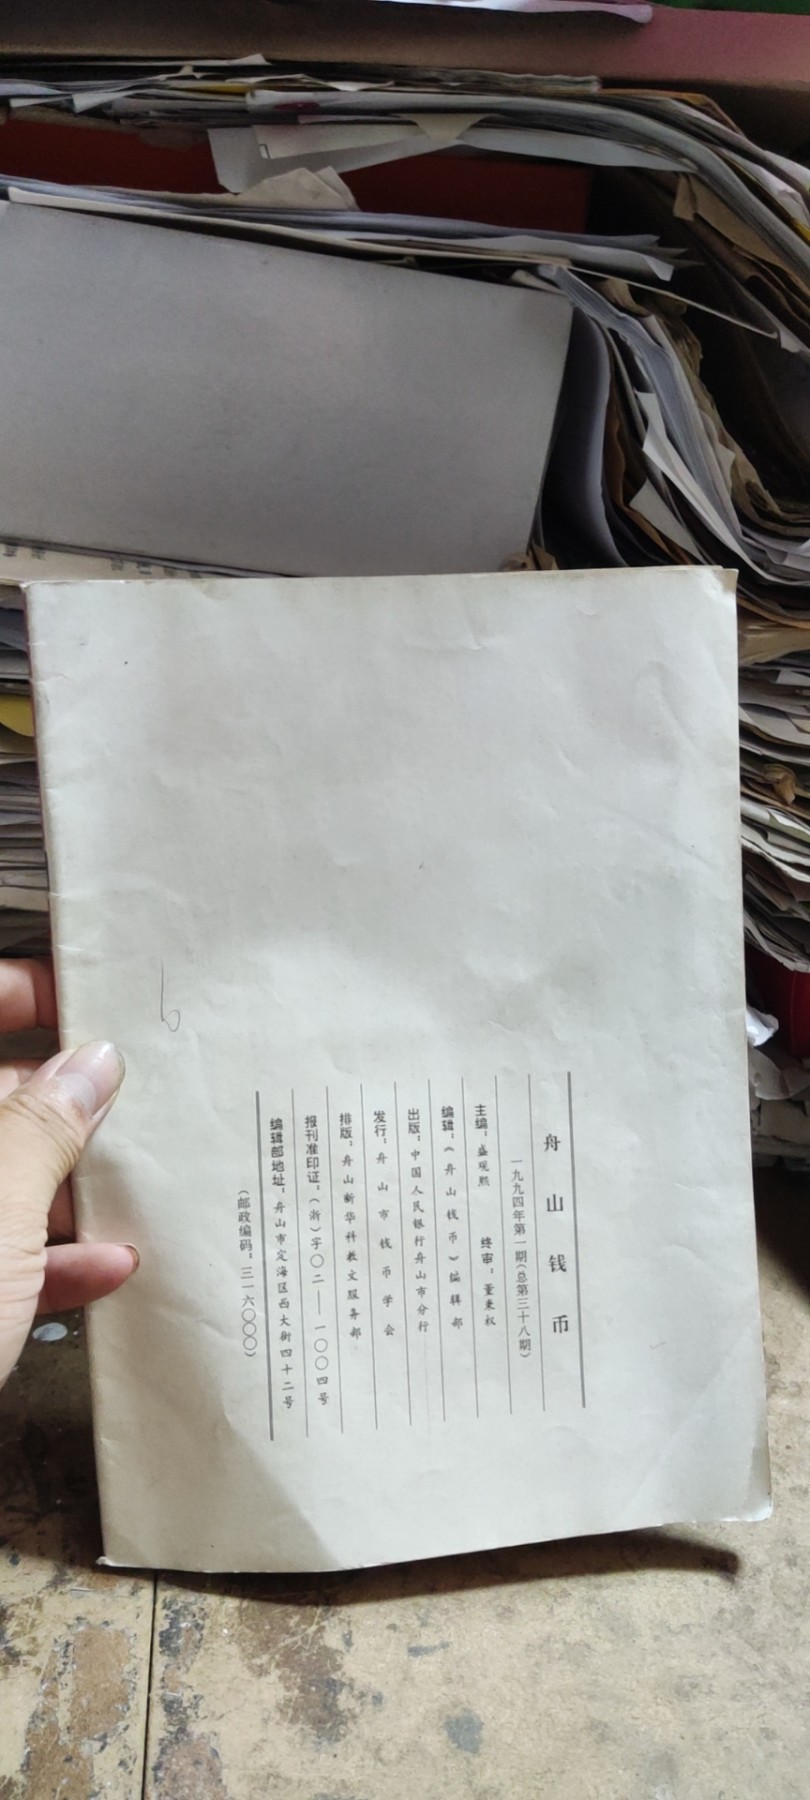 舟山钱币
一九九四年第一期（总第三十八期）
主编：盛观熙 终审：董秉权
编辑：《舟山钱币》编辑部
出版：中国人民银行舟山市分行
发行：舟山市钱币学会
排版：舟山新华科教文服务部
报刊准印证：（浙）字〇二——一〇〇四号
编辑部地址：舟山市定海区西大街四十二号
（邮政编码：三一六〇〇〇）